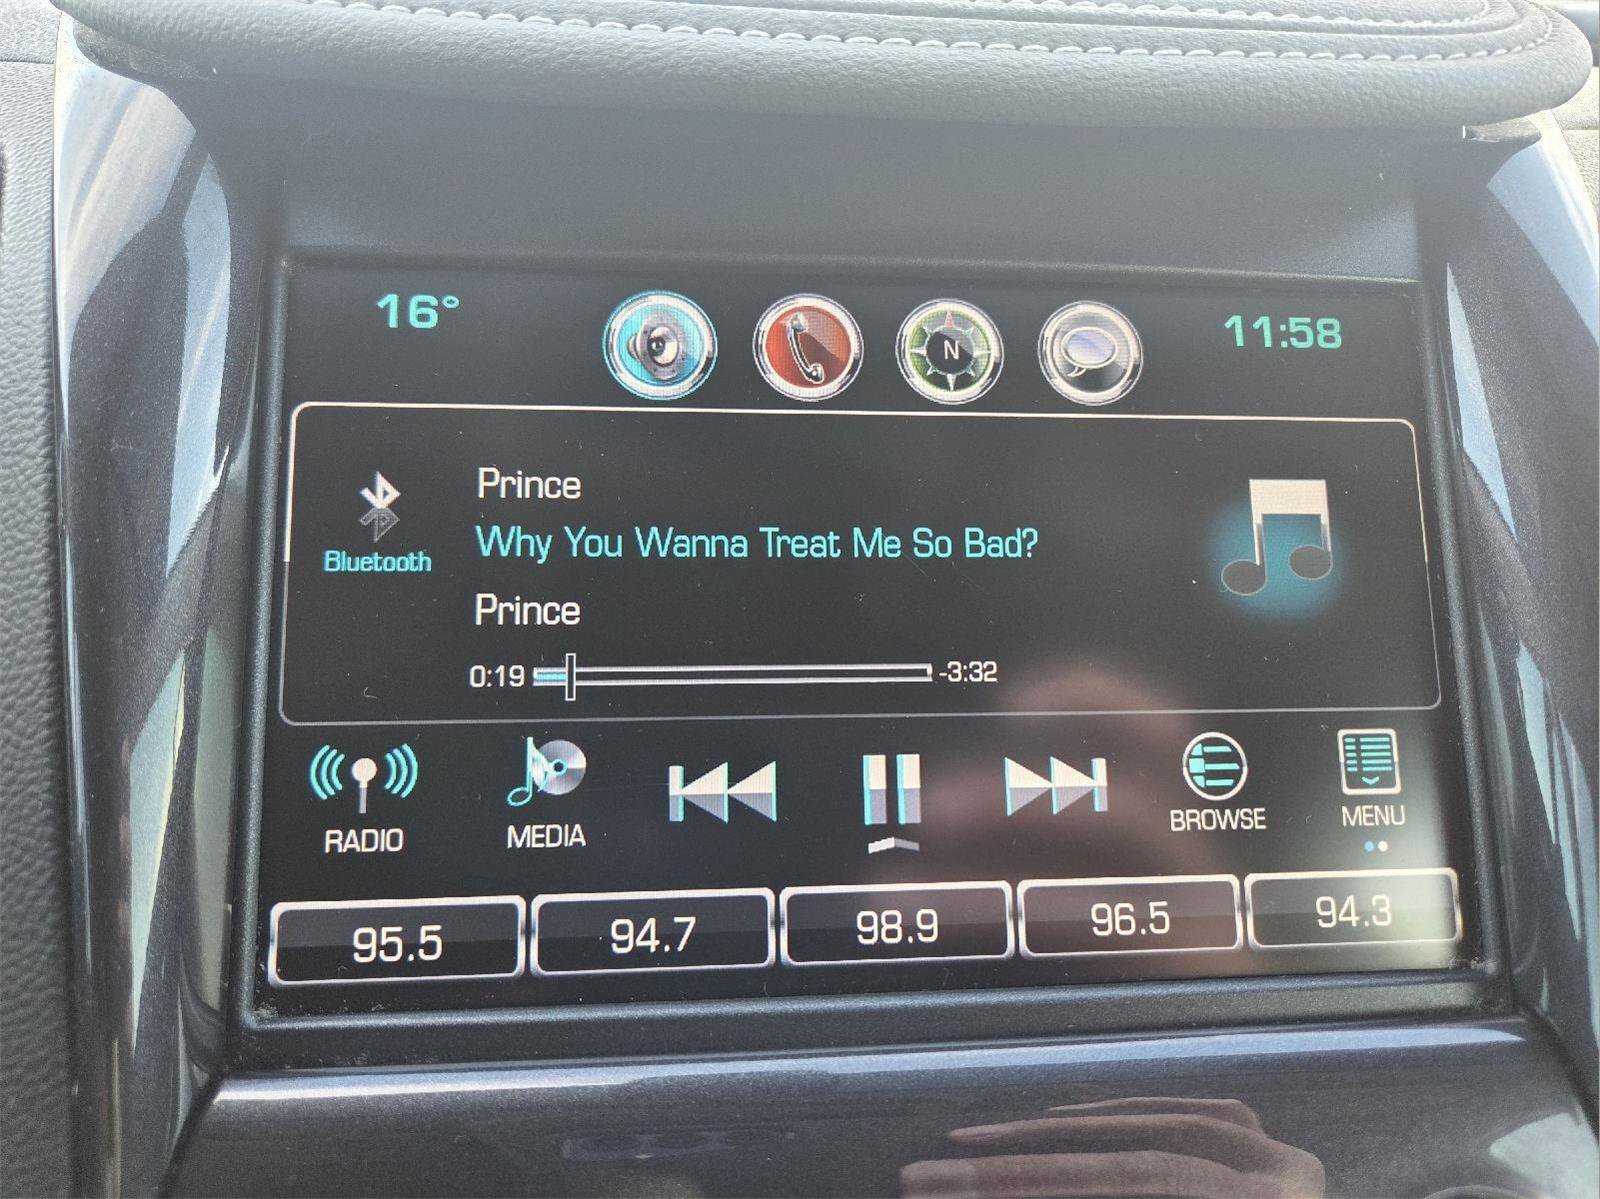 16°
N
11:58
Prince
Bluetooth
Why You Wanna Treat Me So Bad?
Prince
0:19
-3:32
RADIO
MEDIA
BROWSE
MENU
95.5
94.7
98.9
96.5
94.3